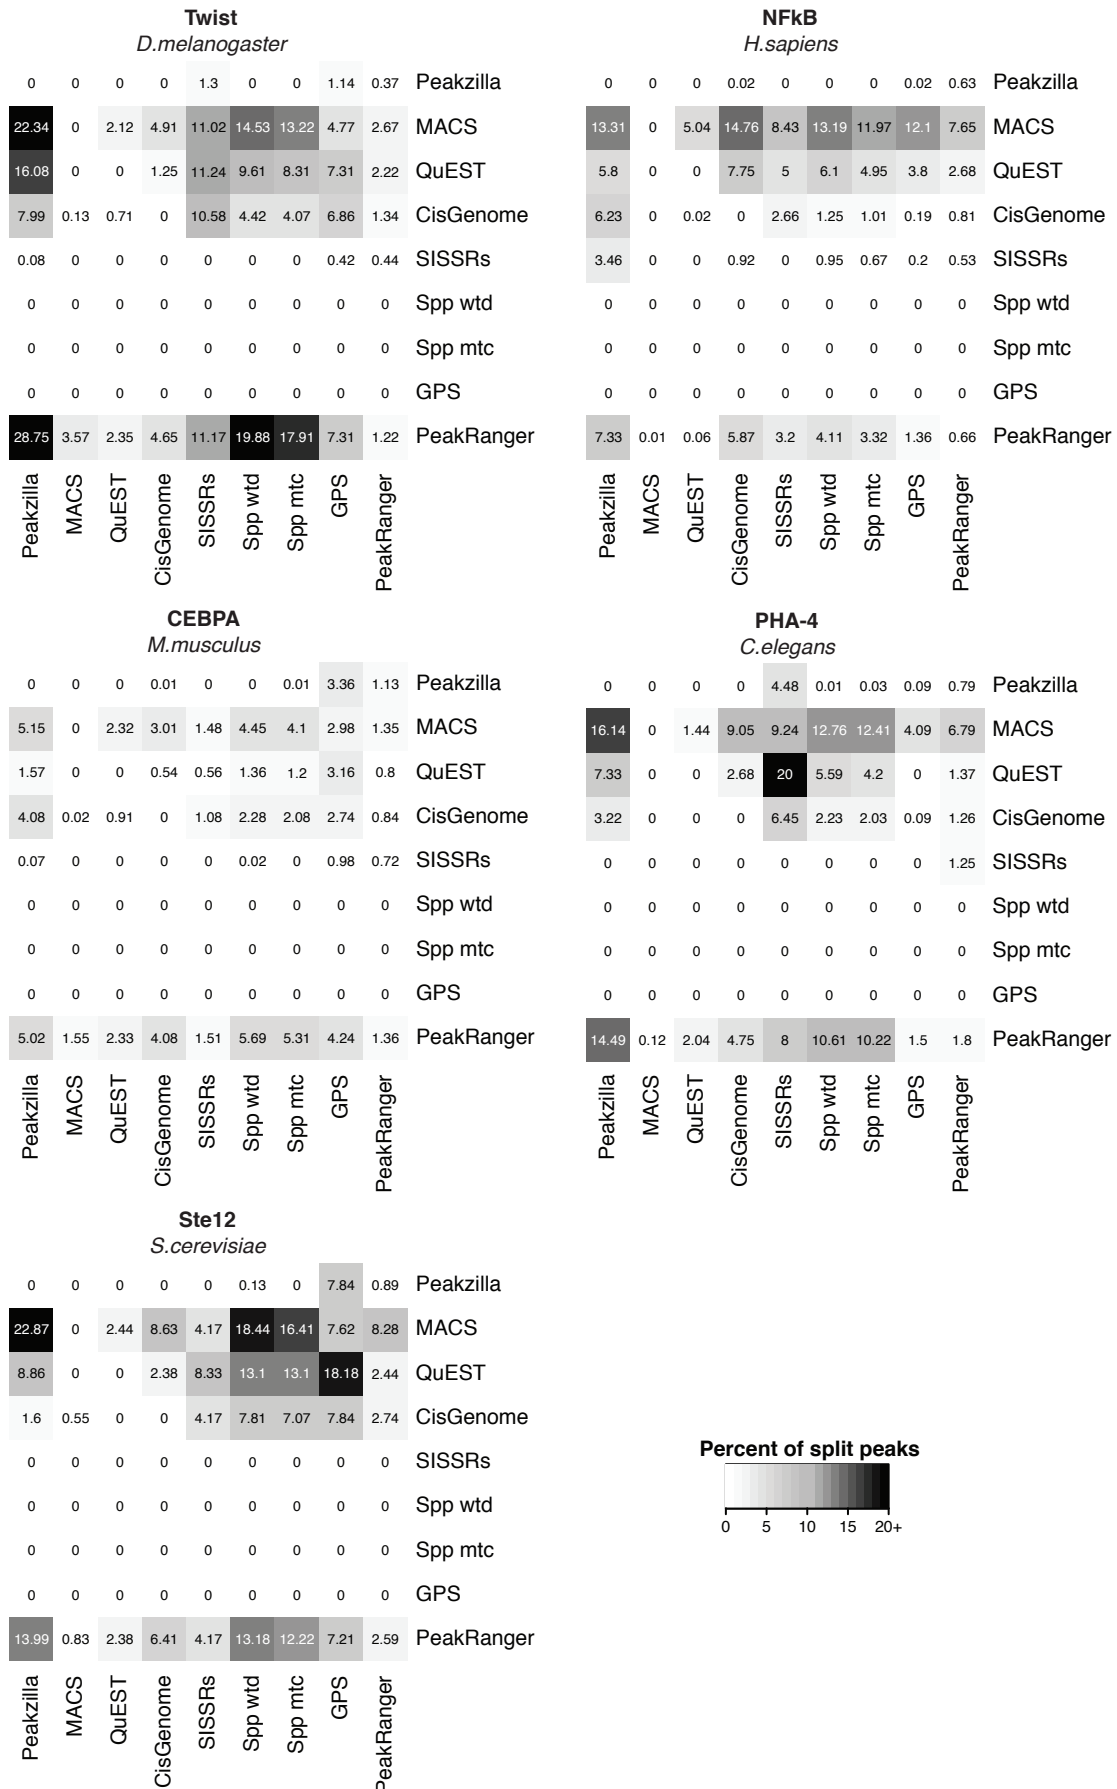 Twist
D.melanogaster
0 0 0 0 1.3 0 0 1.14 0.37 Peakzilla
22.34 0 2.12 4.91 11.02 14.53 13.22 4.77 2.67 MACS
16.08 0 0 1.25 11.24 9.61 8.31 7.31 2.22 QuEST
7.99 0.13 0.71 0 10.58 4.42 4.07 6.86 1.34 CisGenome
0.08 0 0 0 0 0 0 0.42 0.44 SISSRs
0 0 0 0 0 0 0 0 0 Spp wtd
0 0 0 0 0 0 0 0 0 Spp mtc
0 0 0 0 0 0 0 0 0 GPS
28.75 3.57 2.35 4.65 11.17 19.88 17.91 7.31 1.22 PeakRanger
Peakzilla MACS QuEST CisGenome SISSRs Spp wtd Spp mtc GPS PeakRanger
NFkB
H.sapiens
0 0 0 0.02 0 0 0 0.02 0.63 Peakzilla
13.31 0 5.04 14.76 8.43 13.19 11.97 12.1 7.65 MACS
5.8 0 0 7.75 5 6.1 4.95 3.8 2.68 QuEST
6.23 0 0.02 0 2.66 1.25 1.01 0.19 0.81 CisGenome
3.46 0 0 0.92 0 0.95 0.67 0.2 0.53 SISSRs
0 0 0 0 0 0 0 0 0 Spp wtd
0 0 0 0 0 0 0 0 0 Spp mtc
0 0 0 0 0 0 0 0 0 GPS
7.33 0.01 0.06 5.87 3.2 4.11 3.32 1.36 0.66 PeakRanger
Peakzilla MACS QuEST CisGenome SISSRs Spp wtd Spp mtc GPS PeakRanger
CEBPA
M.musculus
0 0 0 0.01 0 0 0.01 3.36 1.13 Peakzilla
5.15 0 2.32 3.01 1.48 4.45 4.1 2.98 1.35 MACS
1.57 0 0 0.54 0.56 1.36 1.2 3.16 0.8 QuEST
4.08 0.02 0.91 0 1.08 2.28 2.08 2.74 0.84 CisGenome
0.07 0 0 0 0 0.02 0 0.98 0.72 SISSRs
0 0 0 0 0 0 0 0 0 Spp wtd
0 0 0 0 0 0 0 0 0 Spp mtc
0 0 0 0 0 0 0 0 0 GPS
5.02 1.55 2.33 4.08 1.51 5.69 5.31 4.24 1.36 PeakRanger
Peakzilla MACS QuEST CisGenome SISSRs Spp wtd Spp mtc GPS PeakRanger
PHA-4
C.elegans
0 0 0 0 4.48 0.01 0.03 0.09 0.79 Peakzilla
16.14 0 1.44 9.05 9.24 12.76 12.41 4.09 6.79 MACS
7.33 0 0 2.68 20 5.59 4.2 0 1.37 QuEST
3.22 0 0 0 6.45 2.23 2.03 0.09 1.26 CisGenome
0 0 0 0 0 0 0 0 1.25 SISSRs
0 0 0 0 0 0 0 0 0 Spp wtd
0 0 0 0 0 0 0 0 0 Spp mtc
0 0 0 0 0 0 0 0 0 GPS
14.49 0.12 2.04 4.75 8 10.61 10.22 1.5 1.8 PeakRanger
Peakzilla MACS QuEST CisGenome SISSRs Spp wtd Spp mtc GPS PeakRanger
Ste12
S.cerevisiae
0 0 0 0 0 0.13 0 7.84 0.89 Peakzilla
22.87 0 2.44 8.63 4.17 18.44 16.41 7.62 8.28 MACS
8.86 0 0 2.38 8.33 13.1 13.1 18.18 2.44 QuEST
1.6 0.55 0 0 4.17 7.81 7.07 7.84 2.74 CisGenome
0 0 0 0 0 0 0 0 0 SISSRs
0 0 0 0 0 0 0 0 0 Spp wtd
0 0 0 0 0 0 0 0 0 Spp mtc
0 0 0 0 0 0 0 0 0 GPS
13.99 0.83 2.38 6.41 4.17 13.18 12.22 7.21 2.59 PeakRanger
Peakzilla MACS QuEST CisGenome SISSRs Spp wtd Spp mtc GPS PeakRanger
Percent of split peaks
0 5 10 15 20+